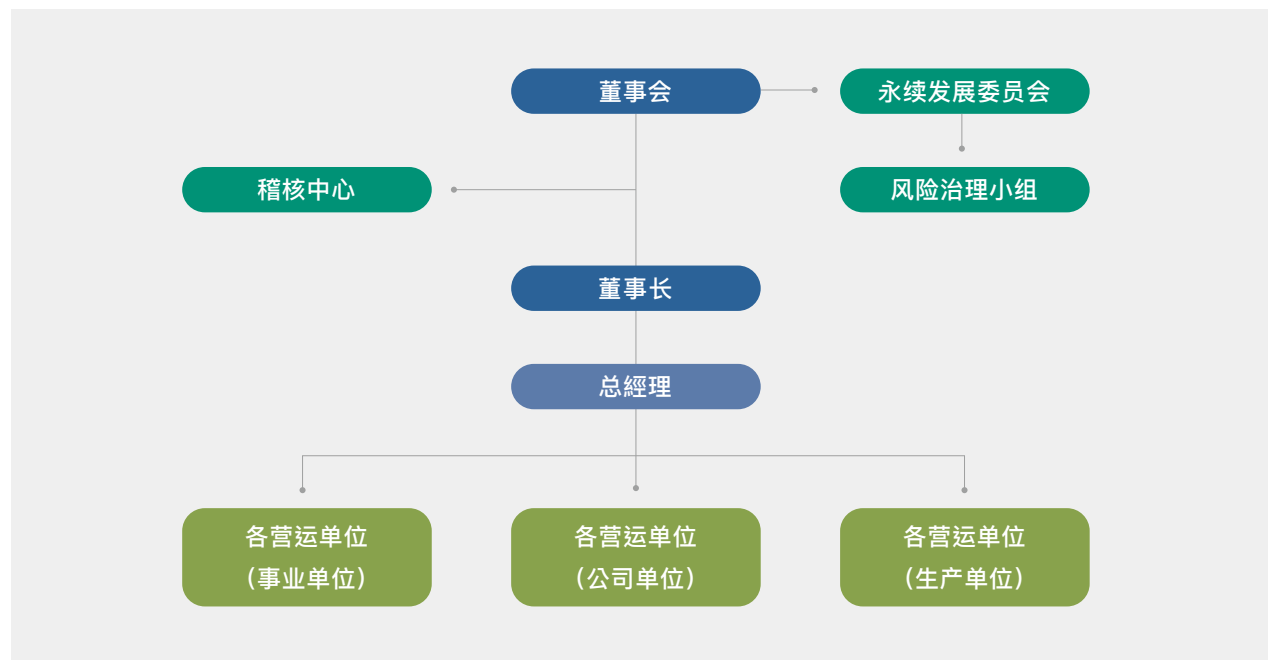 董事会
永续发展委员会
稽核中心
风险治理小组
董事长
总經理
各营运单位
（事业单位）
各营运单位
（公司单位）
各营运单位
（生产单位）